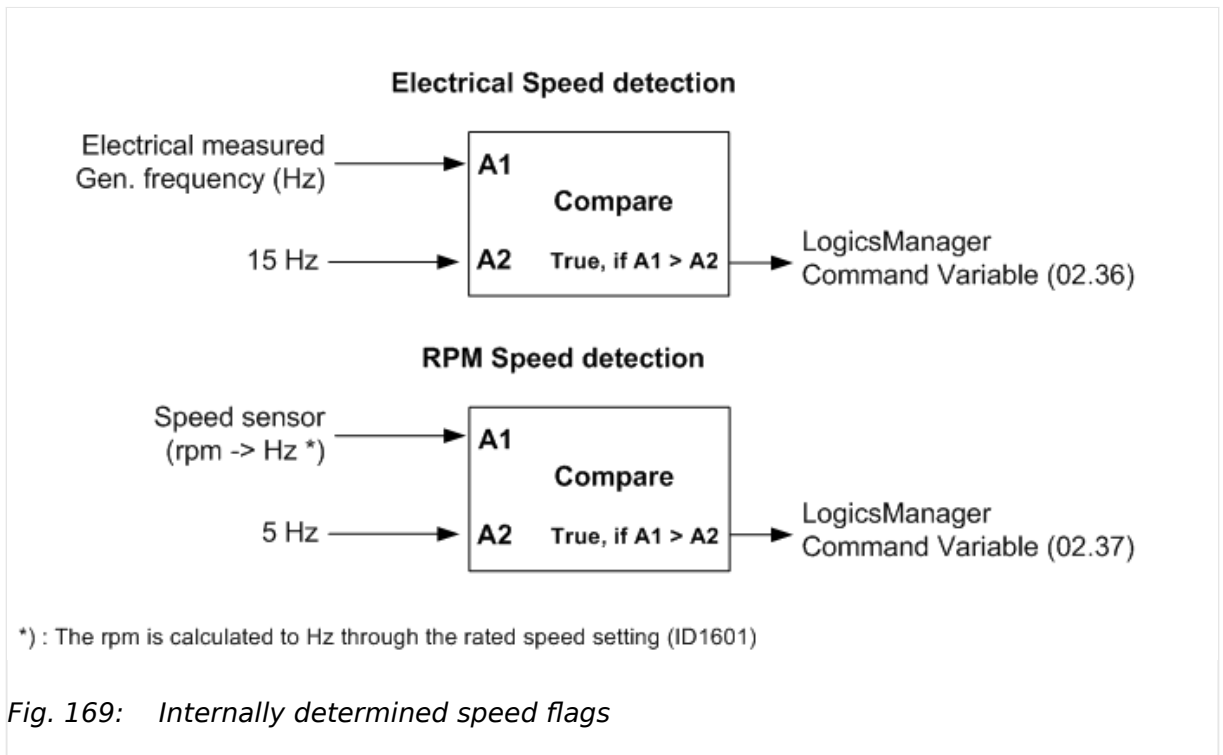 Electrical Speed detection
Electrical measured
Gen. frequency (Hz)
A1
Compare
15 Hz
A2
True, if A1 > A2
LogicsManager
Command Variable (02.36)
RPM Speed detection
Speed sensor
(rpm -> Hz *)
A1
Compare
5 Hz
A2
True, if A1 > A2
LogicsManager
Command Variable (02.37)
*) : The rpm is calculated to Hz through the rated speed setting (ID1601)
Fig. 169: Internally determined speed flags